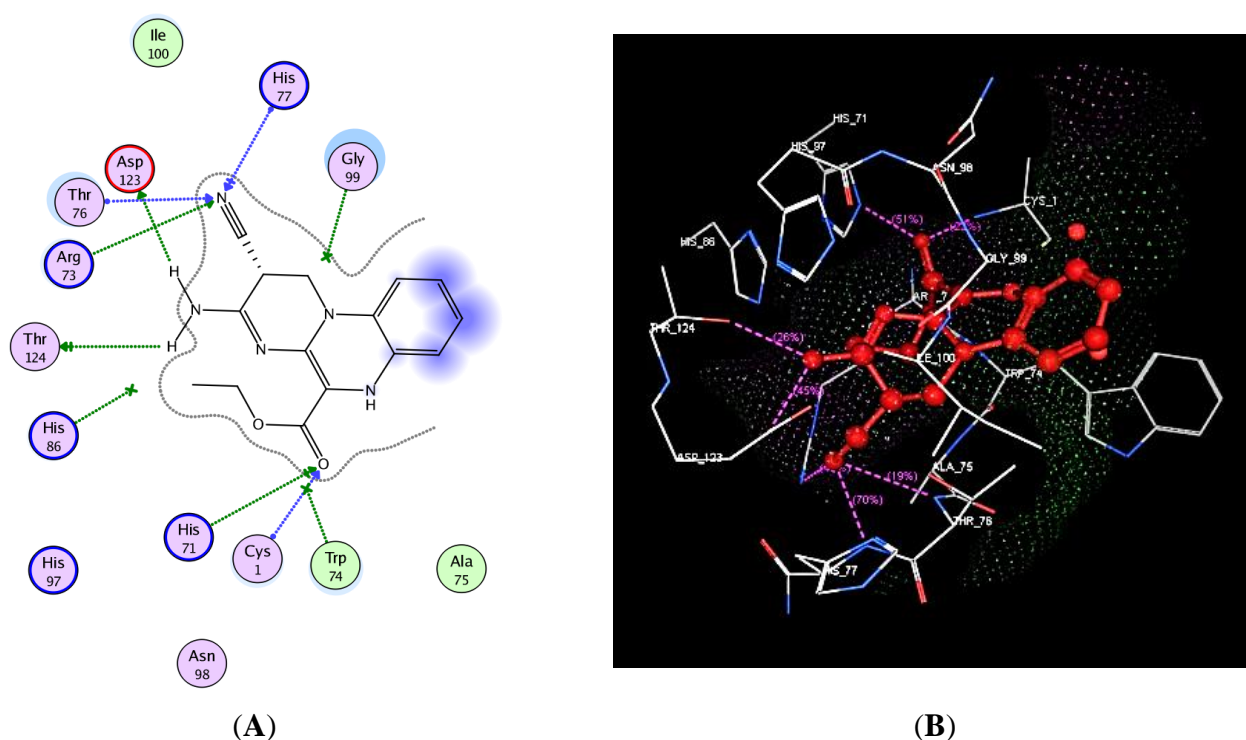 Ile
100
His
77
Asp
123
Gly
99
Thr
76
N
Arg
73
H
N
N
Thr
124
H
N
N
H
His
86
O
O
His
71
Cys
1
Trp
74
Ala
75
His
97
Asn
98
(A)
HIS_71
HIS_97
ASN_98
CYS_1
(51%)
HIS_86
GLY_99
THR_124
(26%)
ILE_100
TRP_74
(45%)
ASP_123
ALA_75
(19%)
(70%)
THR_76
HIS_77
(B)